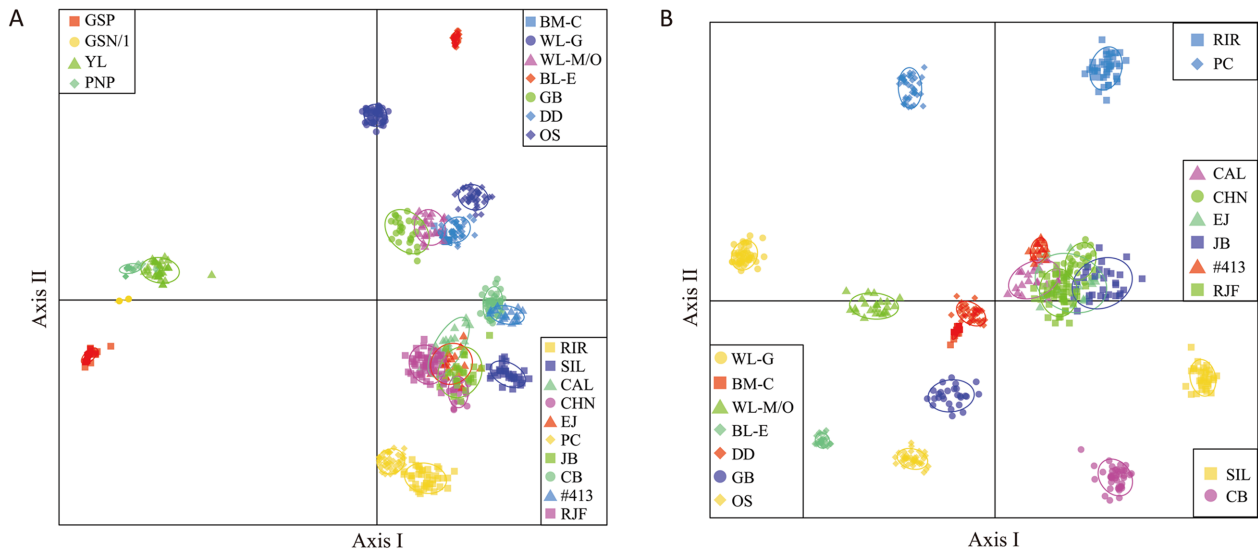 A
GSP
GSN/1
YL
PNP
BM-C
WL-G
WL-M/O
BL-E
GB
DD
OS
RIR
SIL
CAL
CHN
EJ
PC
JB
CB
#413
RJF
Axis II
Axis I
B
RIR
PC
CAL
CHN
EJ
JB
#413
RJF
WL-G
BM-C
WL-M/O
BL-E
DD
GB
OS
SIL
CB
Axis II
Axis I